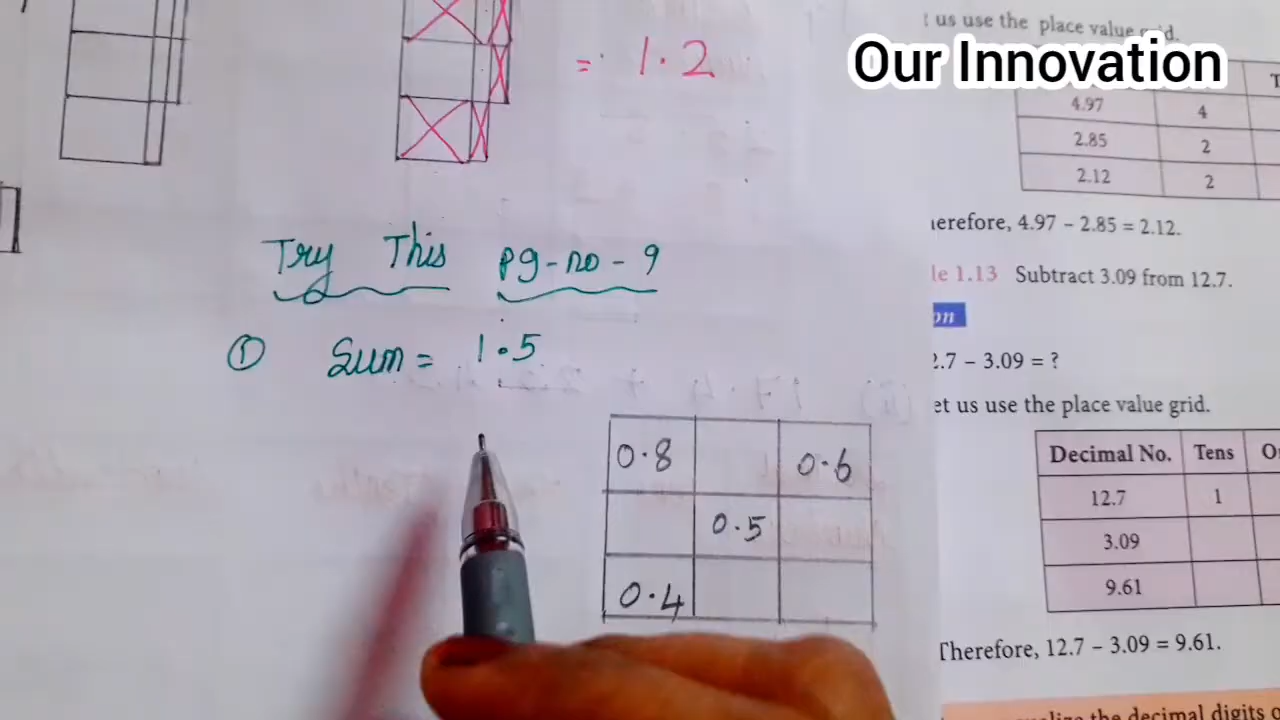 Our Innovation
= 1.2
Try This pg-no-9
① Sum = 1.5
0.8 0.6
0.5
0.4
us use the place value grid.
4.97 4
2.85 2
2.12 2
herefore, 4.97 − 2.85 = 2.12.
le 1.13 Subtract 3.09 from 12.7.
on
2.7 − 3.09 = ?
et us use the place value grid.
Decimal No. Tens O
12.7 1
3.09
9.61
Therefore, 12.7 − 3.09 = 9.61.
the decimal digits o